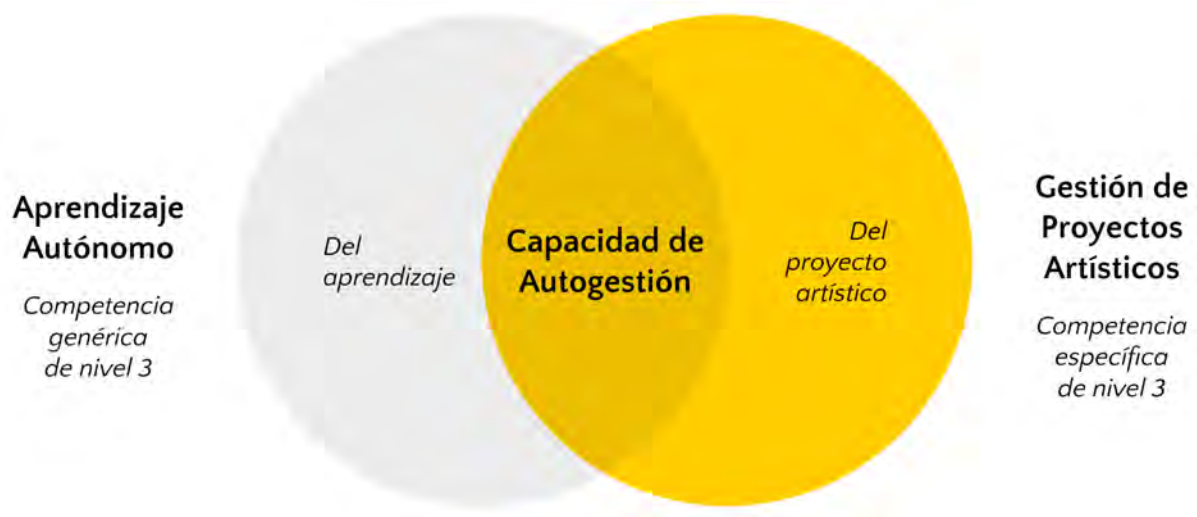 Aprendizaje
Autónomo
Competencia
genérica
de nivel 3
Del
aprendizaje
Capacidad de
Autogestión
Del
proyecto
artístico
Gestión de
Proyectos
Artísticos
Competencia
específica
de nivel 3